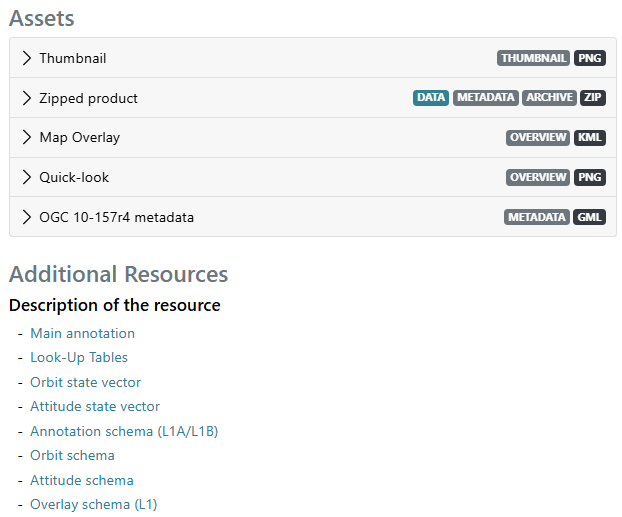 Assets
Thumbnail THUMBNAIL PNG
Zipped product DATA METADATA ARCHIVE ZIP
Map Overlay OVERVIEW KML
Quick-look OVERVIEW PNG
OGC 10-157r4 metadata METADATA GML
Additional Resources
Description of the resource
- Main annotation
- Look-Up Tables
- Orbit state vector
- Attitude state vector
- Annotation schema (L1A/L1B)
- Orbit schema
- Attitude schema
- Overlay schema (L1)